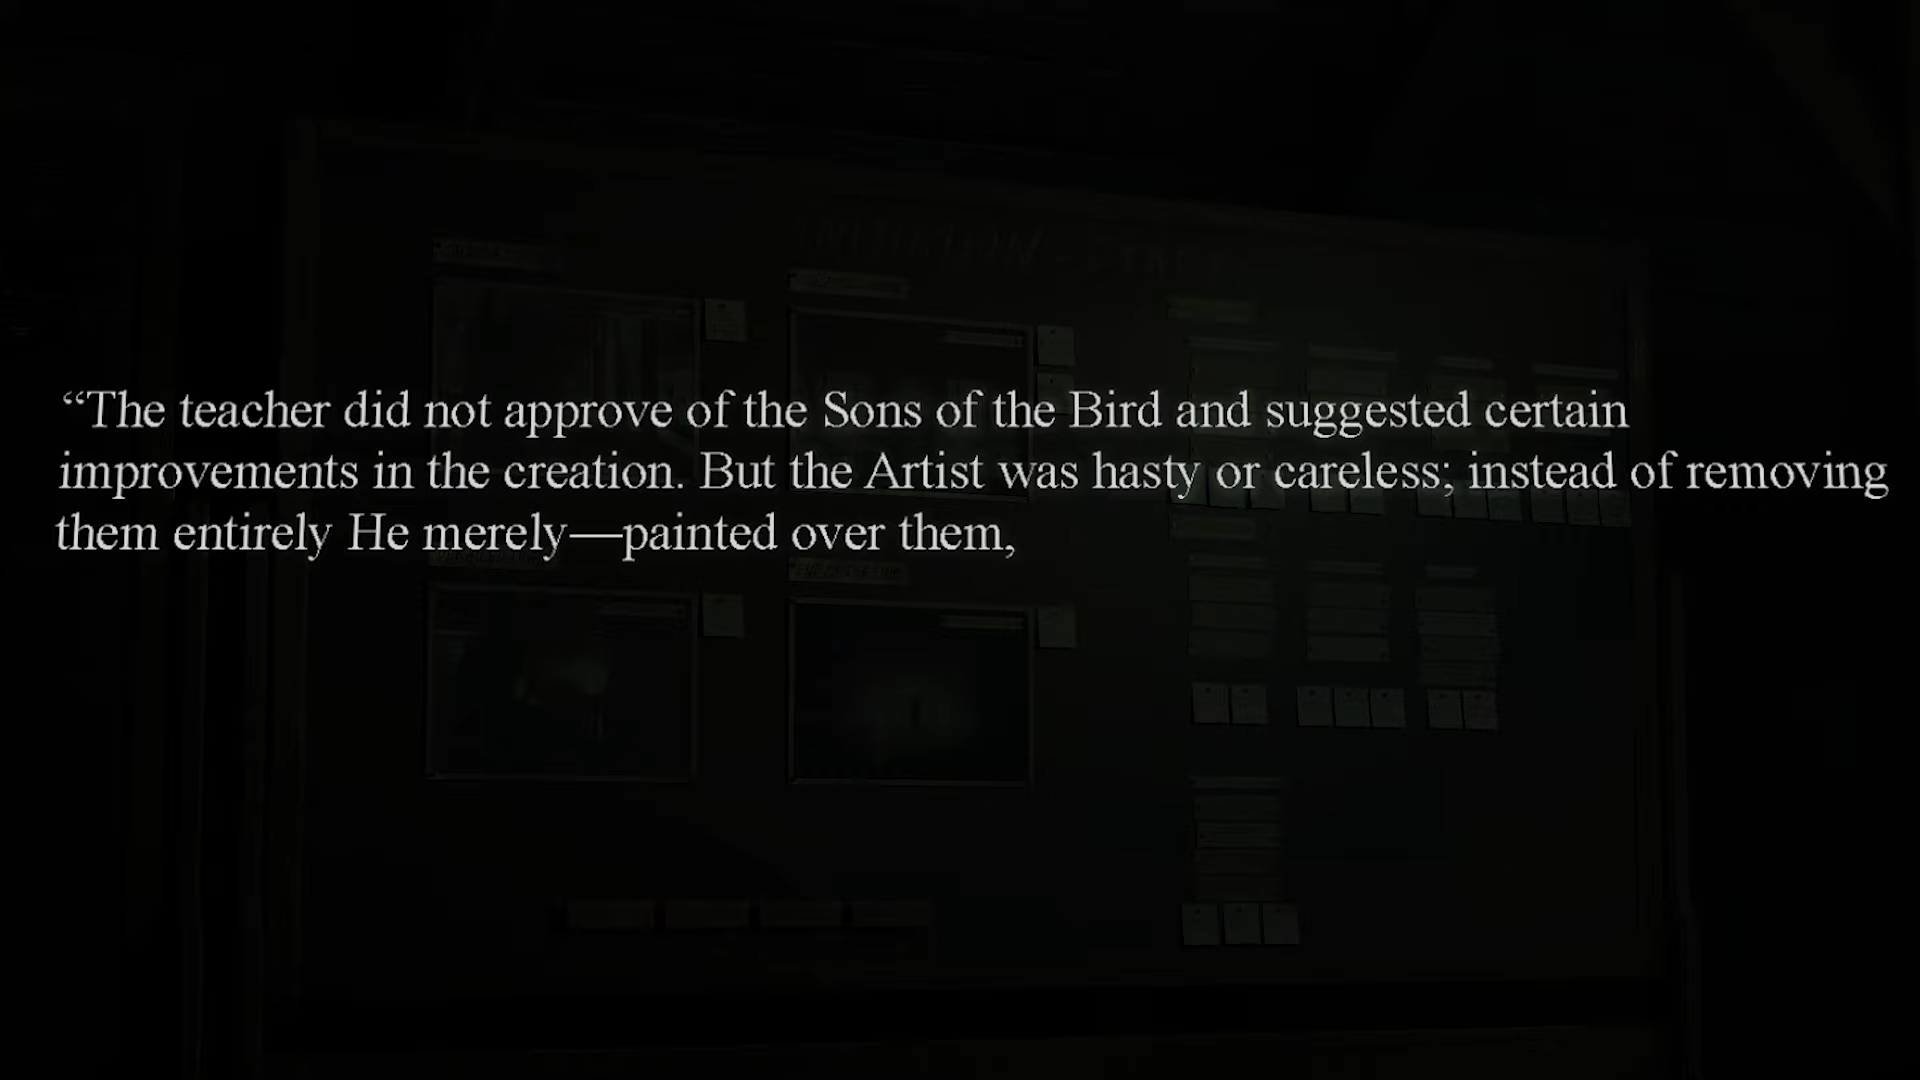 “The teacher did not approve of the Sons of the Bird and suggested certain
improvements in the creation. But the Artist was hasty or careless; instead of removing
them entirely He merely—painted over them,